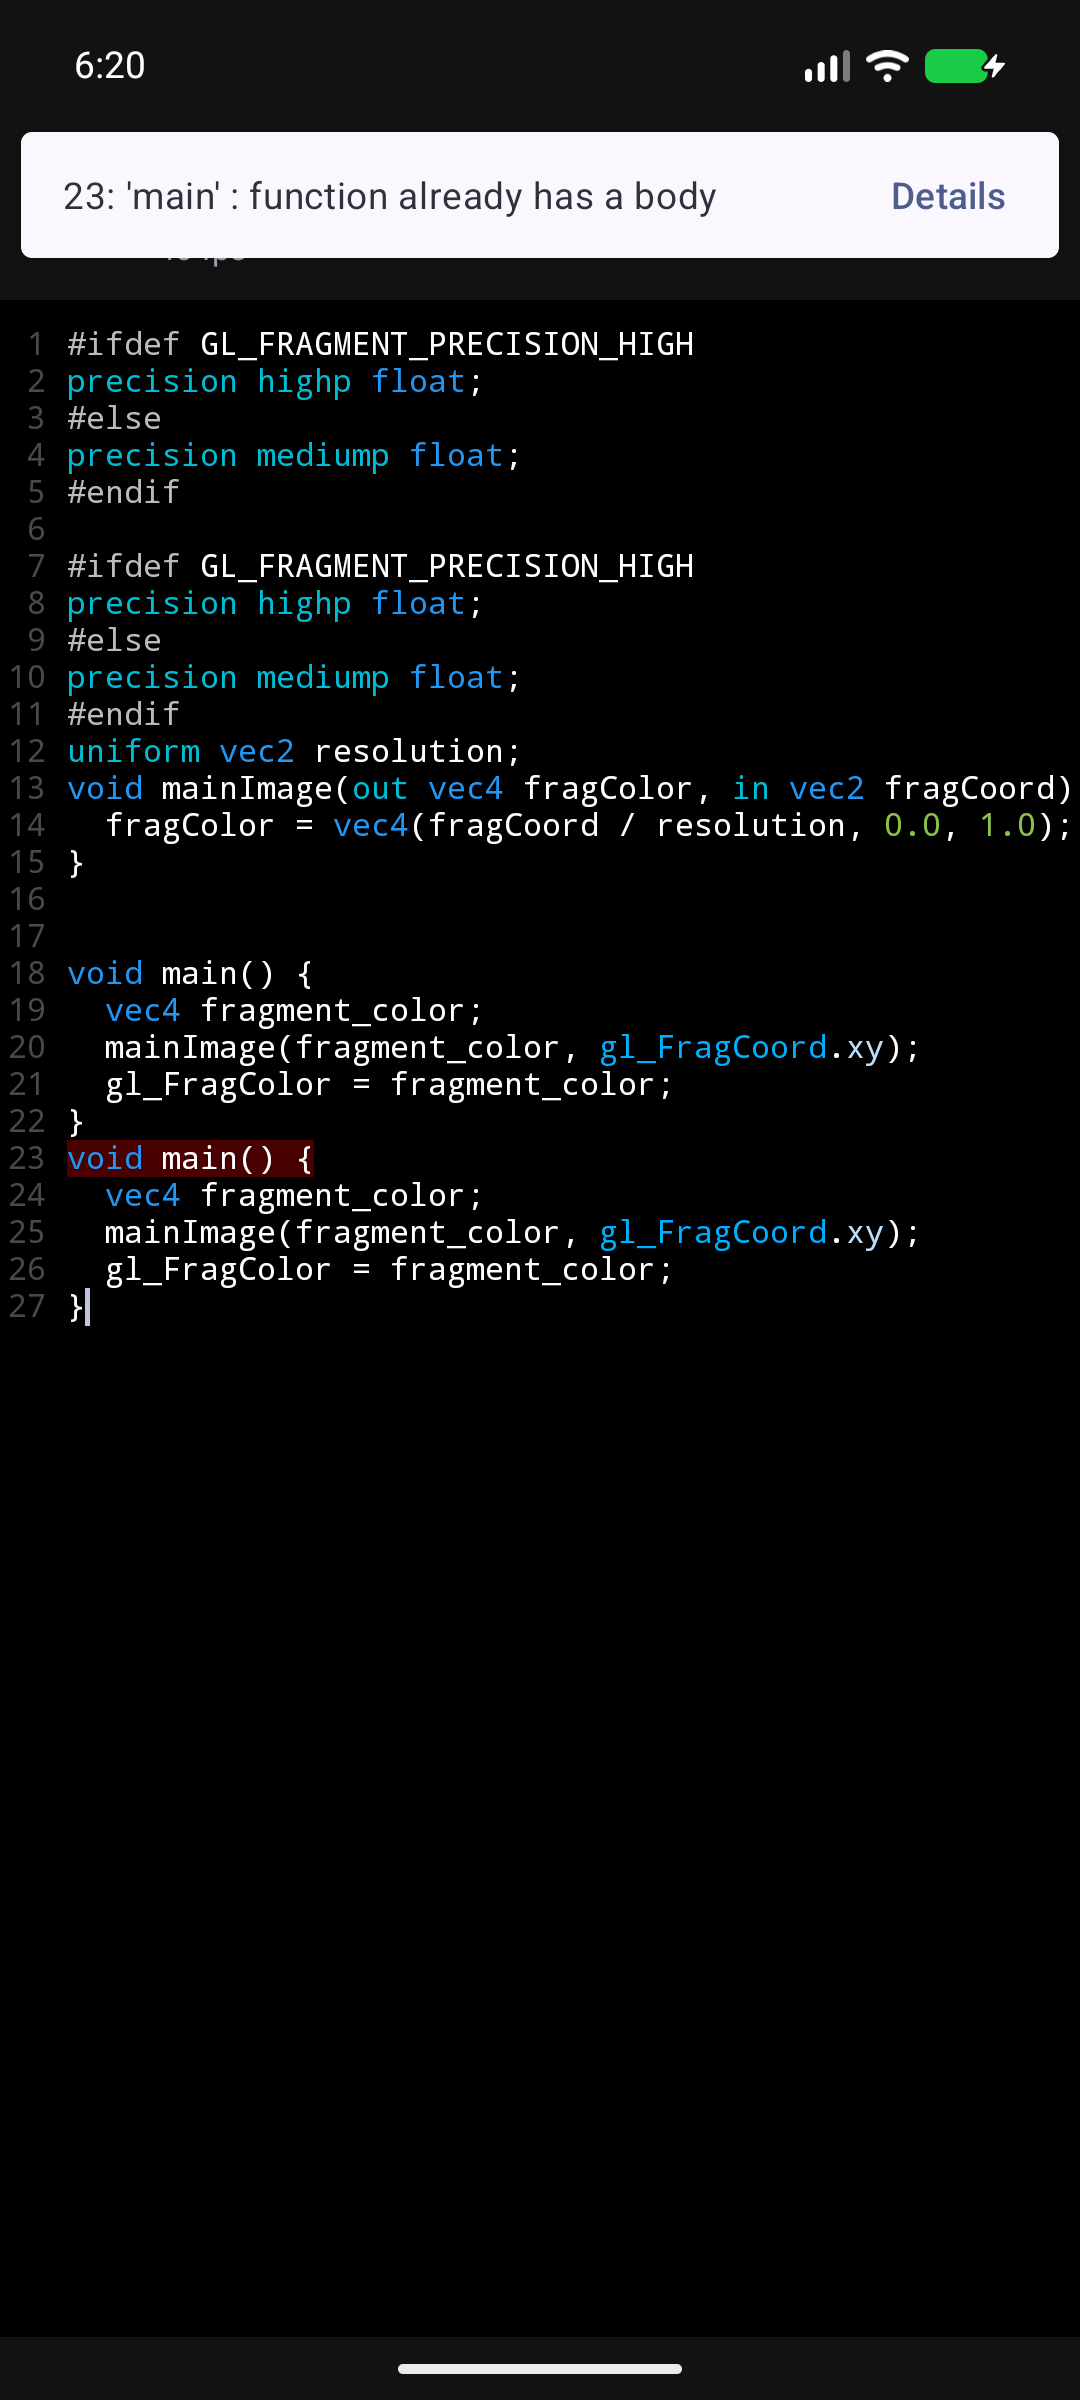 6:20
23: 'main' : function already has a body
Details
1 #ifdef GL_FRAGMENT_PRECISION_HIGH
2 precision highp float;
3 #else
4 precision mediump float;
5 #endif
6
7 #ifdef GL_FRAGMENT_PRECISION_HIGH
8 precision highp float;
9 #else
10 precision mediump float;
11 #endif
12 uniform vec2 resolution;
13 void mainImage(out vec4 fragColor, in vec2 fragCoord)
14   fragColor = vec4(fragCoord / resolution, 0.0, 1.0);
15 }
16
17
18 void main() {
19   vec4 fragment_color;
20   mainImage(fragment_color, gl_FragCoord.xy);
21   gl_FragColor = fragment_color;
22 }
23 void main() {
24   vec4 fragment_color;
25   mainImage(fragment_color, gl_FragCoord.xy);
26   gl_FragColor = fragment_color;
27 }